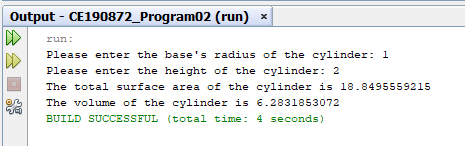 Output - CE190872_Program02 (run) ×
run:
Please enter the base's radius of the cylinder: 1
Please enter the height of the cylinder: 2
The total surface area of the cylinder is 18.8495559215
The volume of the cylinder is 6.2831853072
BUILD SUCCESSFUL (total time: 4 seconds)